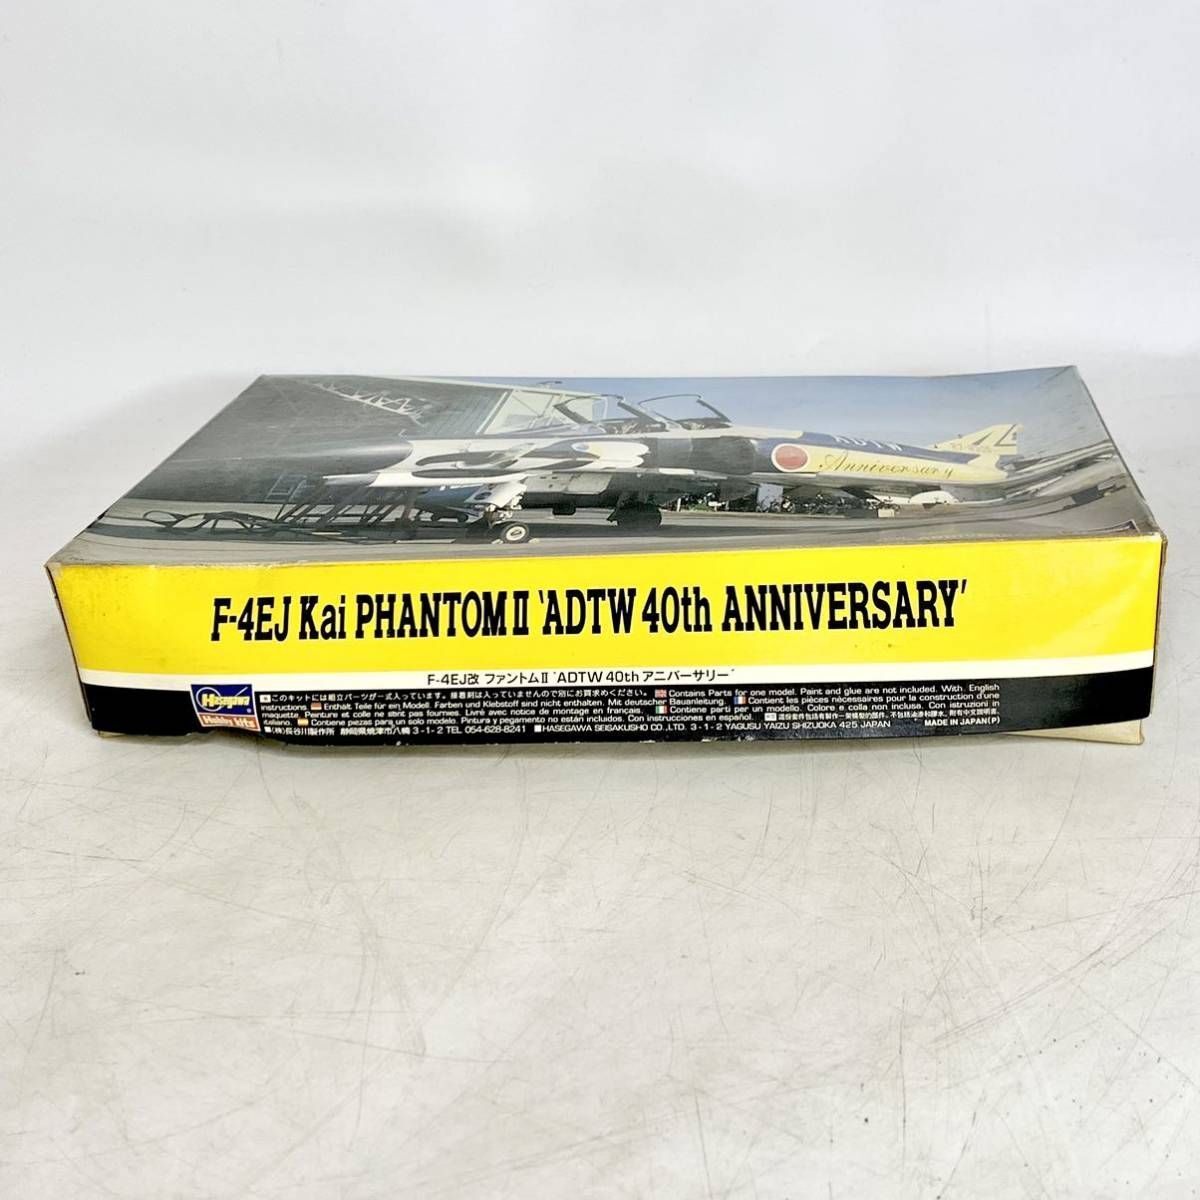 ADTW
Anniversary
F-4EJ Kai PHANTOM II 'ADTW 40th ANNIVERSARY'
F-4EJ改 ファントムII 'ADTW 40th アニバーサリー'
Hasegawa
Hobby kits
このキットには組立パーツが一式入っています。接着剤は入っていませんので別にお買求めください。 Contains Parts for one model. Paint and glue are not included. With English
instructions. Enthält Teile für ein Modell. Farben und Klebstoff sind nicht enthalten. Mit deutscher Bauanleitung. Contient les pièces nécessaires pour la construction d'une
maquette. Peinture et colle ne sont pas fournies. Livré avec notice de montage en français. Contiene parti per un modello. Colore e colla non inclusi. Con istruzioni in
italiano. Contiene piezas para un solo modelo. Pintura y pegamento no están incluidos. Con instrucciones en español.
■(株)長谷川製作所 静岡県焼津市八楠 3-1-2 TEL 054-628-8241 ■HASEGAWA SEISAKUSHO CO.,LTD. 3-1-2 YAGUSU YAIZU SHIZUOKA 425 JAPAN MADE IN JAPAN(P)